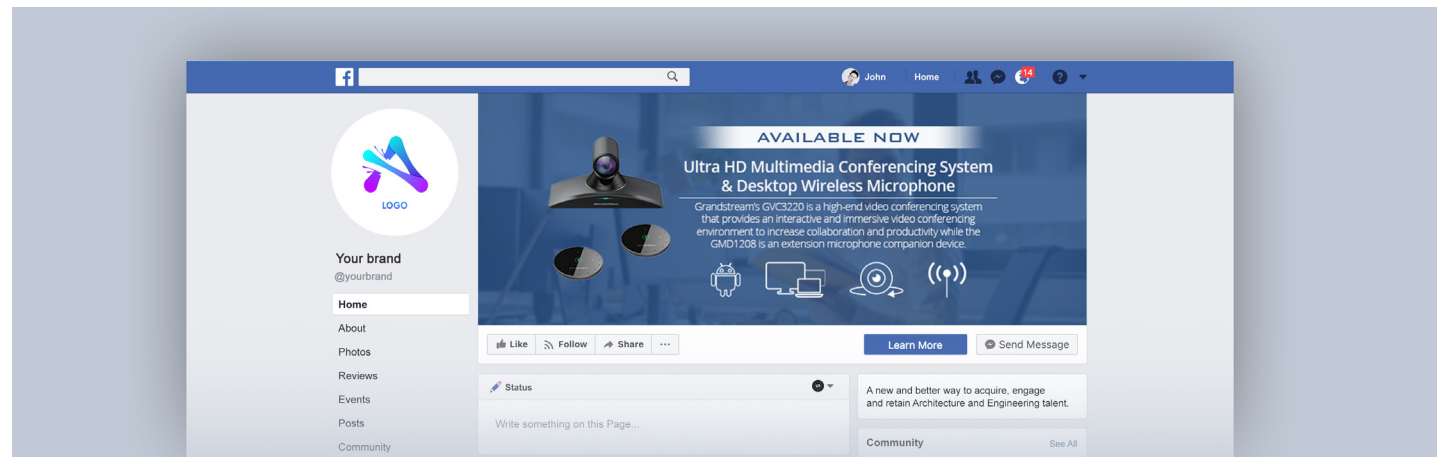 f
John
Home
14
?
LOGO
Your brand
@yourbrand
Home
About
Photos
Reviews
Events
Posts
Community
AVAILABLE NOW
Ultra HD Multimedia Conferencing System
& Desktop Wireless Microphone
Grandstream's GVC3220 is a high-end video conferencing system
that provides an interactive and immersive video conferencing
environment to increase collaboration and productivity while the
GMD1208 is an extension microphone companion device.
Like
Follow
Share
...
Learn More
Send Message
Status
Write something on this Page...
A new and better way to acquire, engage
and retain Architecture and Engineering talent.
Community
See All